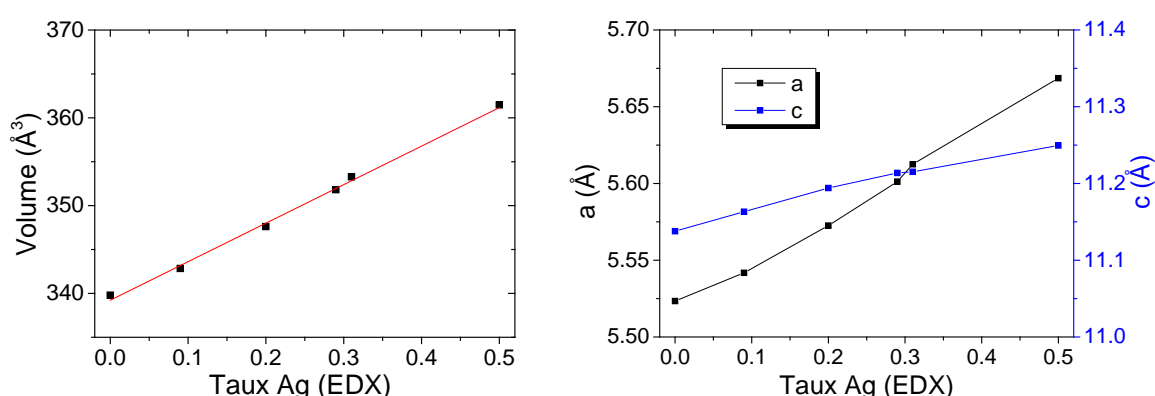 370
360
350
340
Volume (Å³)
0.0 0.1 0.2 0.3 0.4 0.5
Taux Ag (EDX)
5.70
5.65
5.60
5.55
5.50
a (Å)
a
c
11.4
11.3
11.2
11.1
11.0
c (Å)
0.0 0.1 0.2 0.3 0.4 0.5
Taux Ag (EDX)